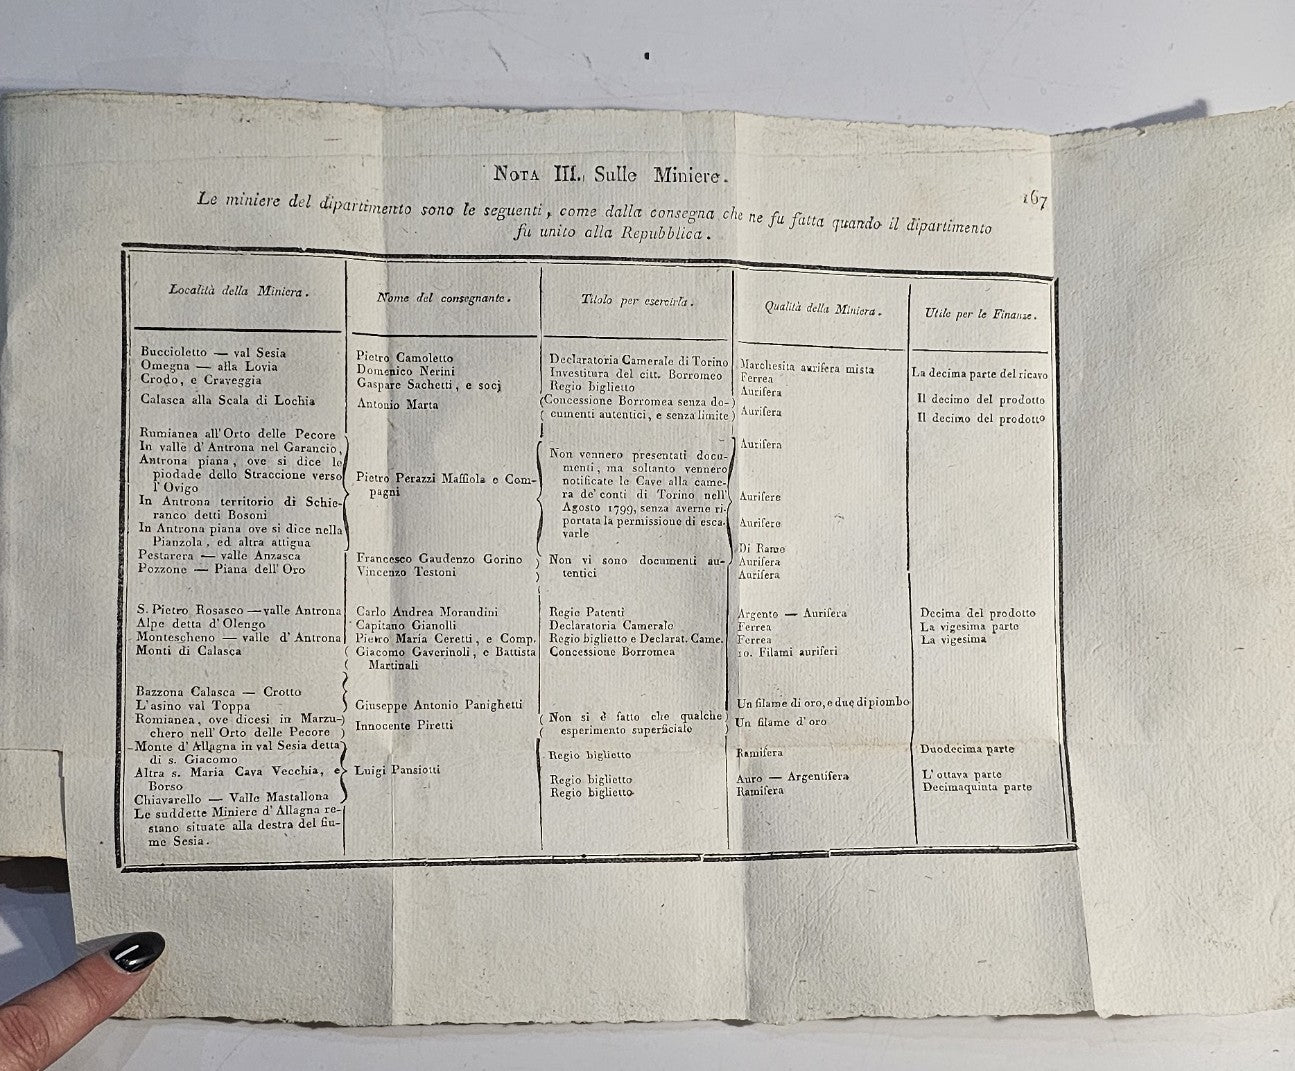 Nota III. Sulle Miniere.
167
Le miniere del dipartimento sono le seguenti, come dalla consegna che ne fu fatta quando il dipartimento
fu unito alla Repubblica.
Località della Miniera.
Nome del consegnante.
Titolo per esercirla.
Qualità della Miniera.
Utile per le Finanze.
Buccioletto — val Sesia
Omegna — alla Lovia
Crodo, e Craveggia
Calasca alla Scala di Lochia
Rumianea all'Orto delle Pecore
In valle d'Antrona nel Garancio,
Antrona piana, ove si dice le
piodade dello Straccione verso
l'Ovigo
In Antrona territorio di Schie-
ranco detti Bosoni
In Antrona piana ove si dice nella
Pianzola, ed altra attigua
Pestarera — valle Anzasca
Pozzone — Piana dell'Oro
S. Pietro Rosasco — valle Antrona
Alpe detta d'Olengo
Montescheno — valle d'Antrona
Monti di Calasca
Bazzona Calasca — Crotto
L'asino val Toppa
Romianea, ove dicesi in Marzu-
chero nell'Orto delle Pecore
Monte d'Allagna in val Sesia detta
di s. Giacomo
Altra s. Maria Cava Vecchia, e
Borso
Chiavarello — Valle Mastallona
Le suddette Miniere d'Allagna re-
stano situate alla destra del fiu-
me Sesia.
Pietro Camoletto
Domenico Nerini
Gaspare Sachetti, e socj
Antonio Marta
Pietro Perazzi Maffiola e Com-
pagni
Francesco Gaudenzo Gorino
Vincenzo Testoni
Carlo Andrea Morandini
Capitano Gianolli
Pietro Maria Ceretti, e Comp.
Giacomo Gaverinoli, e Battista
Martinali
Giuseppe Antonio Panighetti
Innocente Piretti
Luigi Pansiotti
Declaratoria Camerale di Torino
Investitura del citt. Borromeo
Regio biglietto
Concessione Borromea senza do-
cumenti autentici, e senza limite
Non vennero presentati docu-
menti, ma soltanto vennero
notificate le Cave alla came-
ra de'conti di Torino nell'
Agosto 1799, senza averne ri-
portata la permissione di esca-
varle
Non vi sono documenti au-
tentici
Regie Patenti
Declaratoria Camerale
Regio biglietto e Declarat. Came.
Concessione Borromea
Non si è fatto che qualche
esperimento superficiale
Regio biglietto
Regio biglietto
Regio biglietto
Marchesita aurifera mista
Ferrea
Aurifera
Aurifera
Aurifera
Aurifere
Aurifere
Di Rame
Aurifera
Aurifera
Argento — Aurifera
Ferrea
Ferrea
10. Filami auriferi
Un filame di oro, e due di piombo
Un filame d'oro
Ramifera
Auro — Argentifera
Ramifera
La decima parte del ricavo
Il decimo del prodotto
Il decimo del prodotto
Decima del prodotto
La vigesima parte
La vigesima
Duodecima parte
L'ottava parte
Decimaquinta parte